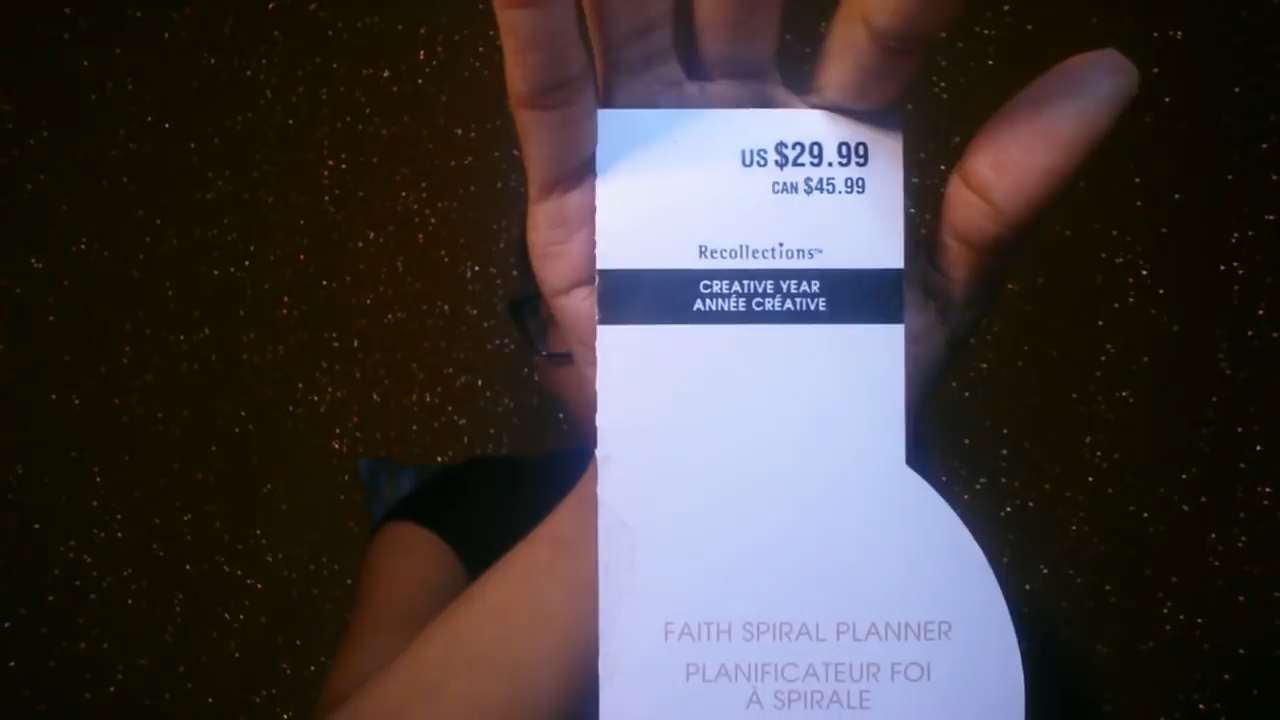 US $29.99
CAN $45.99
Recollections™
CREATIVE YEAR
ANNÉE CRÉATIVE
FAITH SPIRAL PLANNER
PLANIFICATEUR FOI
À SPIRALE